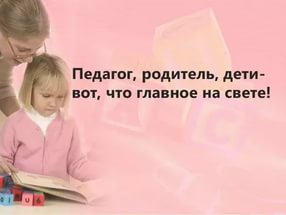 Педагог, родитель, дети-
вот, что главное на свете!